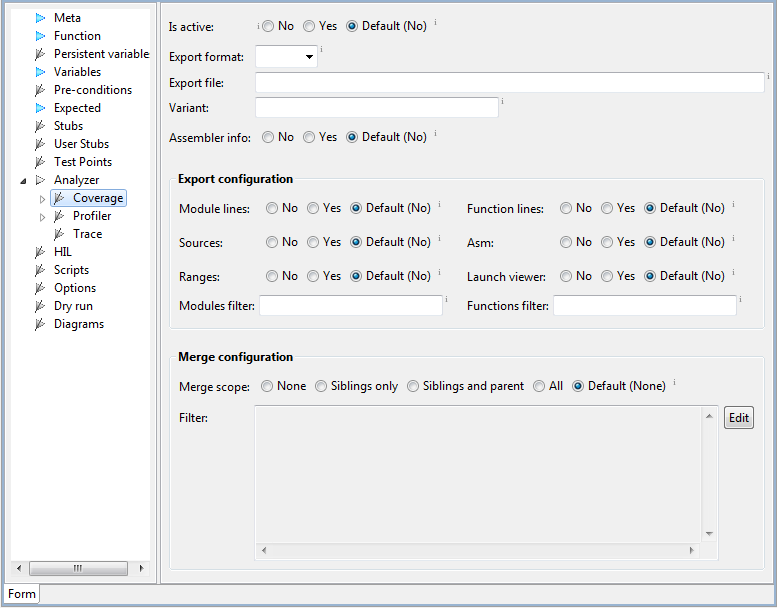 Meta
Function
Persistent variable
Variables
Pre-conditions
Expected
Stubs
User Stubs
Test Points
Analyzer
Coverage
Profiler
Trace
HIL
Scripts
Options
Dry run
Diagrams
Form
Is active: i No Yes Default (No) i
Export format: i
Export file: i
Variant: i
Assembler info: No Yes Default (No) i
Export configuration
Module lines: No Yes Default (No) i Function lines: No Yes Default (No) i
Sources: No Yes Default (No) i Asm: No Yes Default (No) i
Ranges: No Yes Default (No) i Launch viewer: No Yes Default (No) i
Modules filter: i Functions filter: i
Merge configuration
Merge scope: None Siblings only Siblings and parent All Default (None) i
Filter: Edit